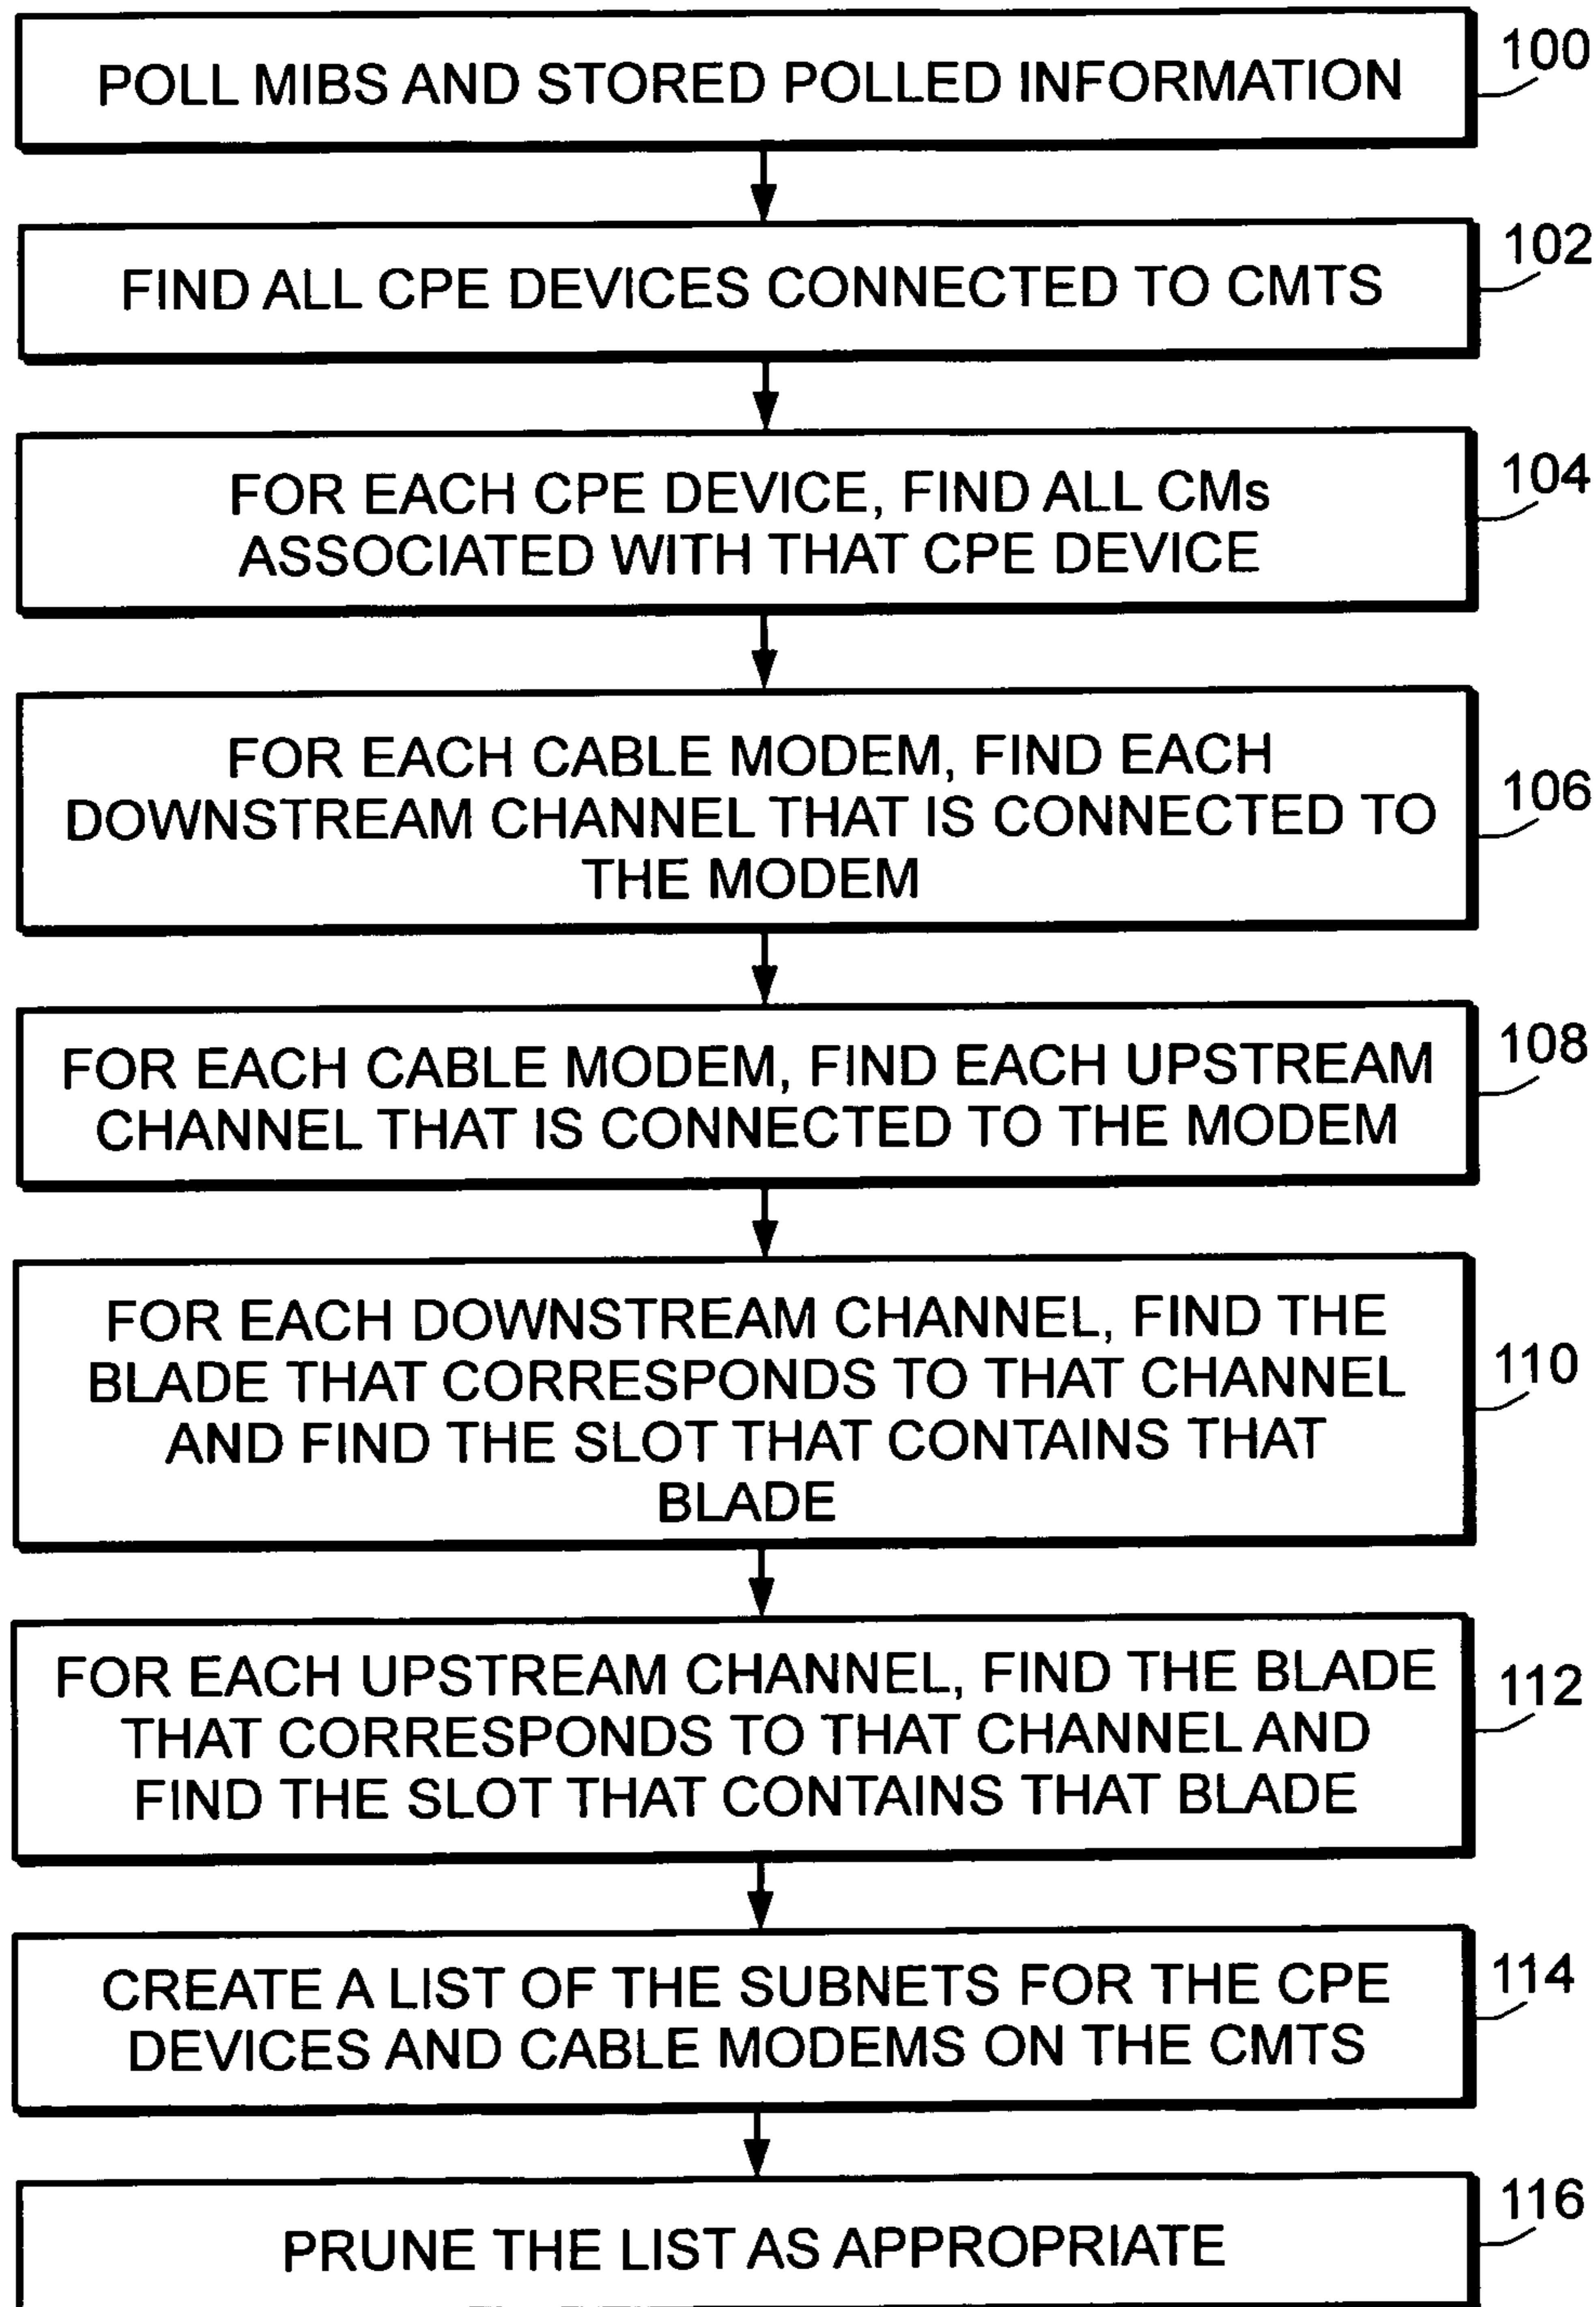 POLL MIBS AND STORED POLLED INFORMATION
100
FIND ALL CPE DEVICES CONNECTED TO CMTS
102
FOR EACH CPE DEVICE, FIND ALL CMs
ASSOCIATED WITH THAT CPE DEVICE
104
FOR EACH CABLE MODEM, FIND EACH
DOWNSTREAM CHANNEL THAT IS CONNECTED TO
THE MODEM
106
FOR EACH CABLE MODEM, FIND EACH UPSTREAM
CHANNEL THAT IS CONNECTED TO THE MODEM
108
FOR EACH DOWNSTREAM CHANNEL, FIND THE
BLADE THAT CORRESPONDS TO THAT CHANNEL
AND FIND THE SLOT THAT CONTAINS THAT
BLADE
110
FOR EACH UPSTREAM CHANNEL, FIND THE BLADE
THAT CORRESPONDS TO THAT CHANNEL AND
FIND THE SLOT THAT CONTAINS THAT BLADE
112
CREATE A LIST OF THE SUBNETS FOR THE CPE
DEVICES AND CABLE MODEMS ON THE CMTS
114
PRUNE THE LIST AS APPROPRIATE
116